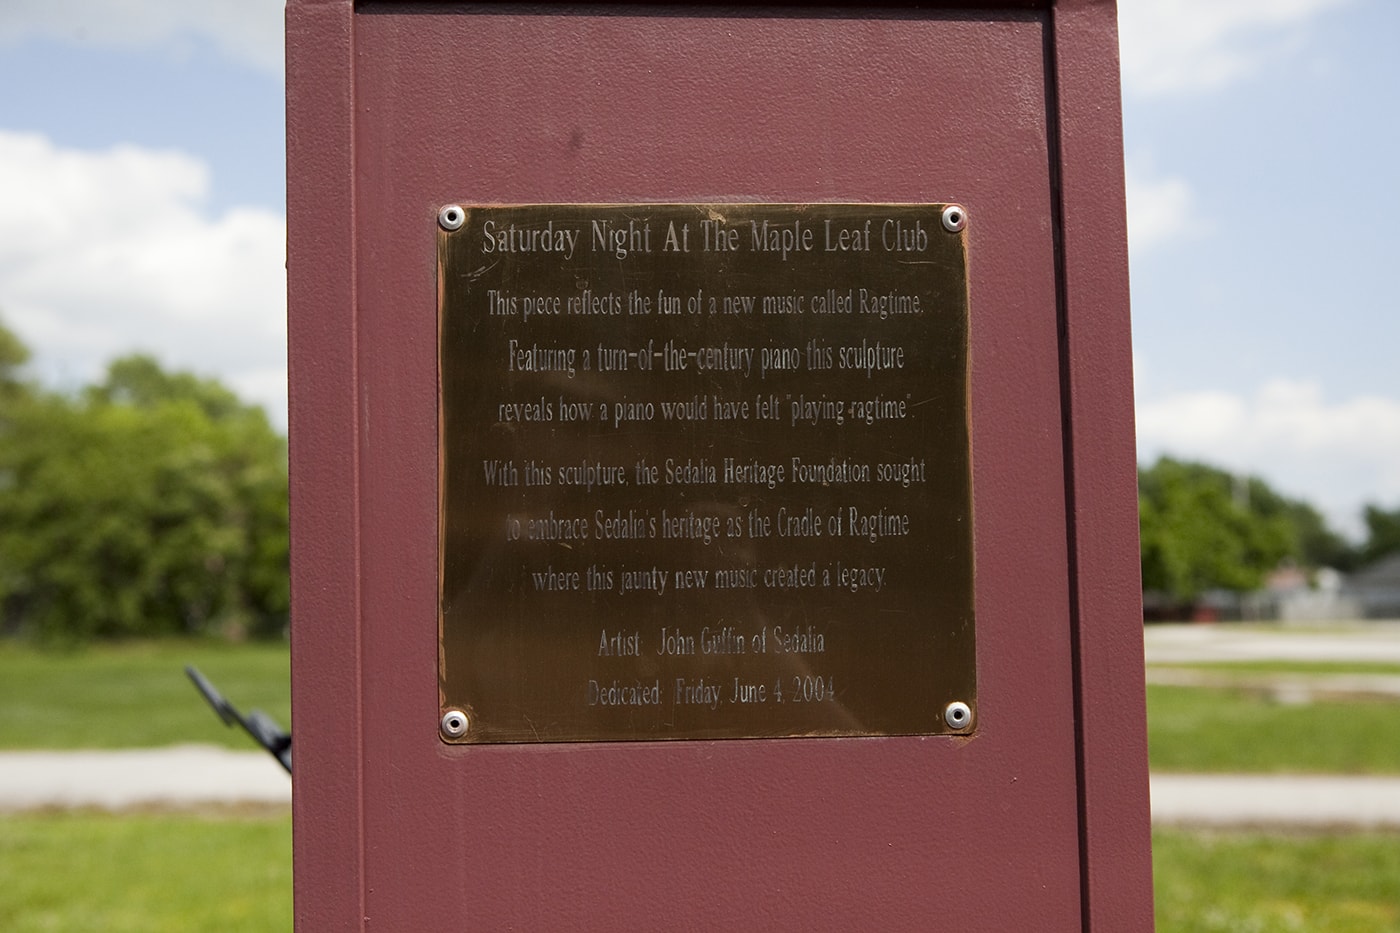 Saturday Night At The Maple Leaf Club
This piece reflects the fun of a new music called Ragtime.
Featuring a turn-of-the-century piano this sculpture
reveals how a piano would have felt "playing ragtime".
With this sculpture, the Sedalia Heritage Foundation sought
to embrace Sedalia's heritage as the Cradle of Ragtime
where this jaunty new music created a legacy.
Artist: John Guffin of Sedalia
Dedicated: Friday, June 4, 2004